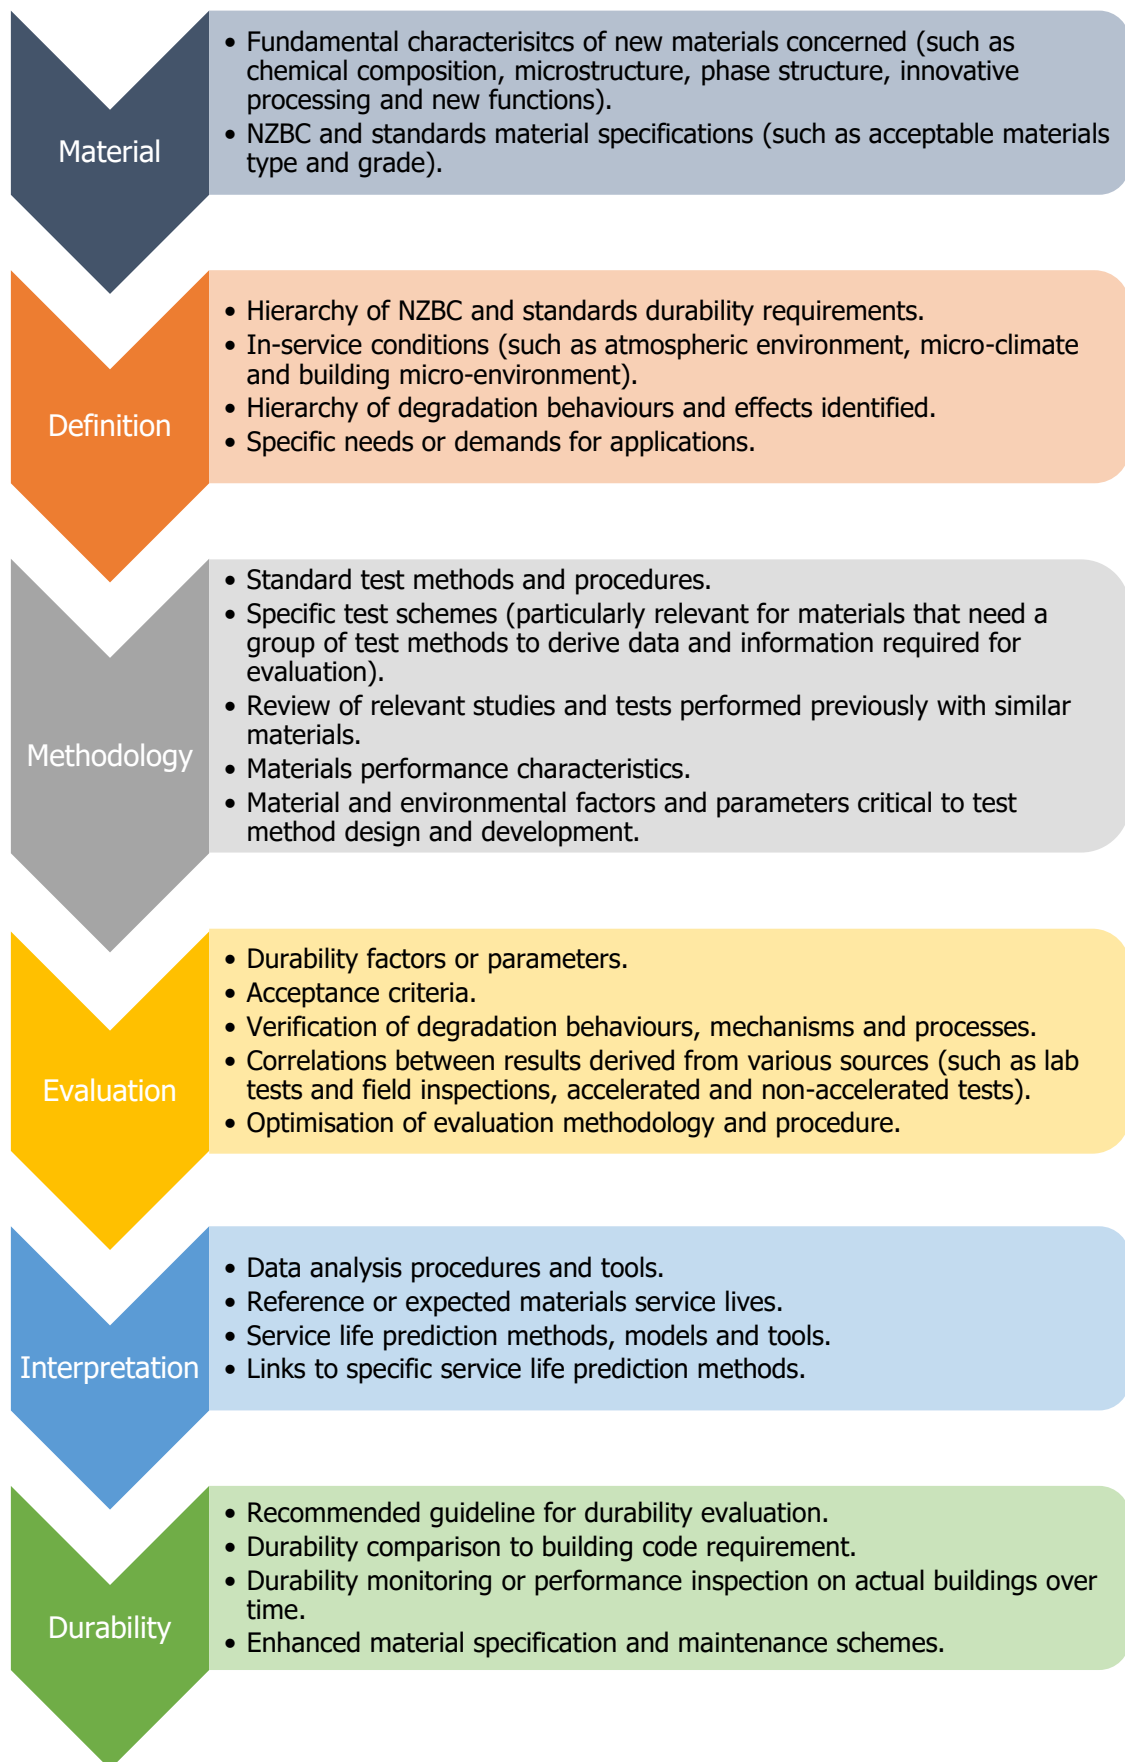 Material
• Fundamental characterisitcs of new materials concerned (such as
chemical composition, microstructure, phase structure, innovative
processing and new functions).
• NZBC and standards material specifications (such as acceptable materials
type and grade).
Definition
• Hierarchy of NZBC and standards durability requirements.
• In-service conditions (such as atmospheric environment, micro-climate
and building micro-environment).
• Hierarchy of degradation behaviours and effects identified.
• Specific needs or demands for applications.
Methodology
• Standard test methods and procedures.
• Specific test schemes (particularly relevant for materials that need a
group of test methods to derive data and information required for
evaluation).
• Review of relevant studies and tests performed previously with similar
materials.
• Materials performance characteristics.
• Material and environmental factors and parameters critical to test
method design and development.
Evaluation
• Durability factors or parameters.
• Acceptance criteria.
• Verification of degradation behaviours, mechanisms and processes.
• Correlations between results derived from various sources (such as lab
tests and field inspections, accelerated and non-accelerated tests).
• Optimisation of evaluation methodology and procedure.
Interpretation
• Data analysis procedures and tools.
• Reference or expected materials service lives.
• Service life prediction methods, models and tools.
• Links to specific service life prediction methods.
Durability
• Recommended guideline for durability evaluation.
• Durability comparison to building code requirement.
• Durability monitoring or performance inspection on actual buildings over
time.
• Enhanced material specification and maintenance schemes.